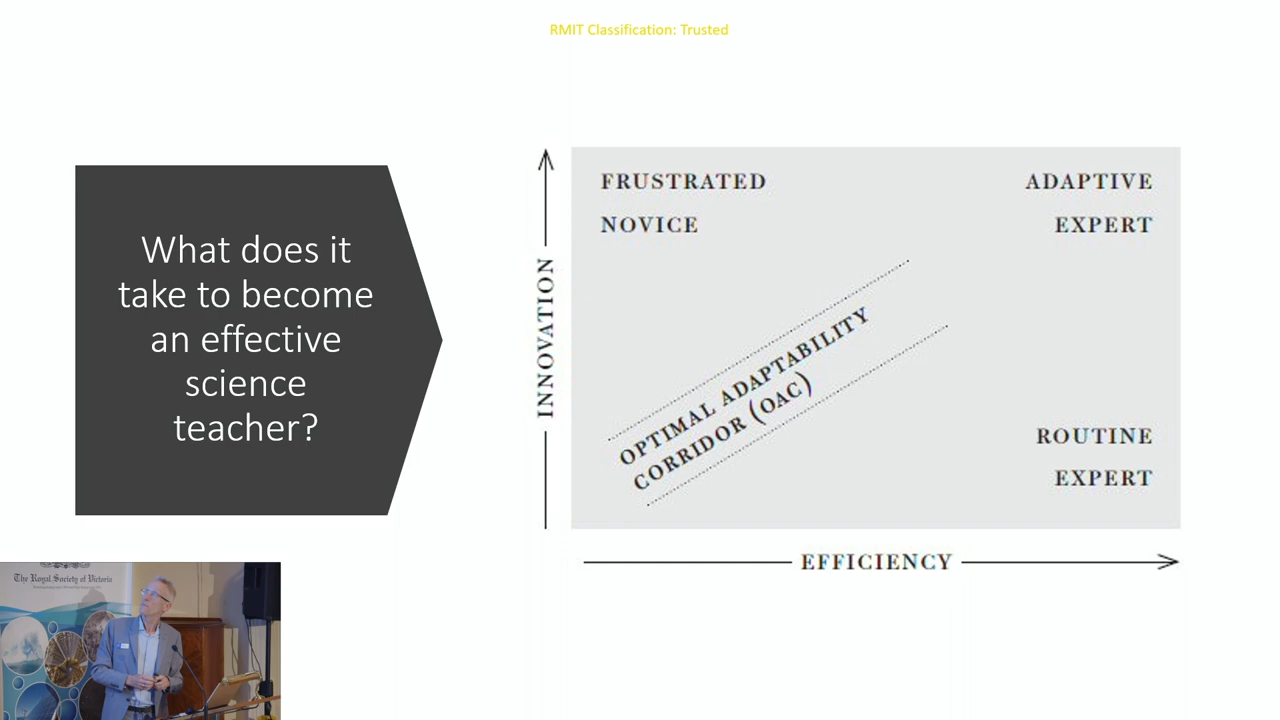 RMIT Classification: Trusted
What does it
take to become
an effective
science
teacher?
INNOVATION
FRUSTRATED
NOVICE
ADAPTIVE
EXPERT
OPTIMAL ADAPTABILITY
CORRIDOR (OAC)
ROUTINE
EXPERT
EFFICIENCY
The Royal Society of Victoria